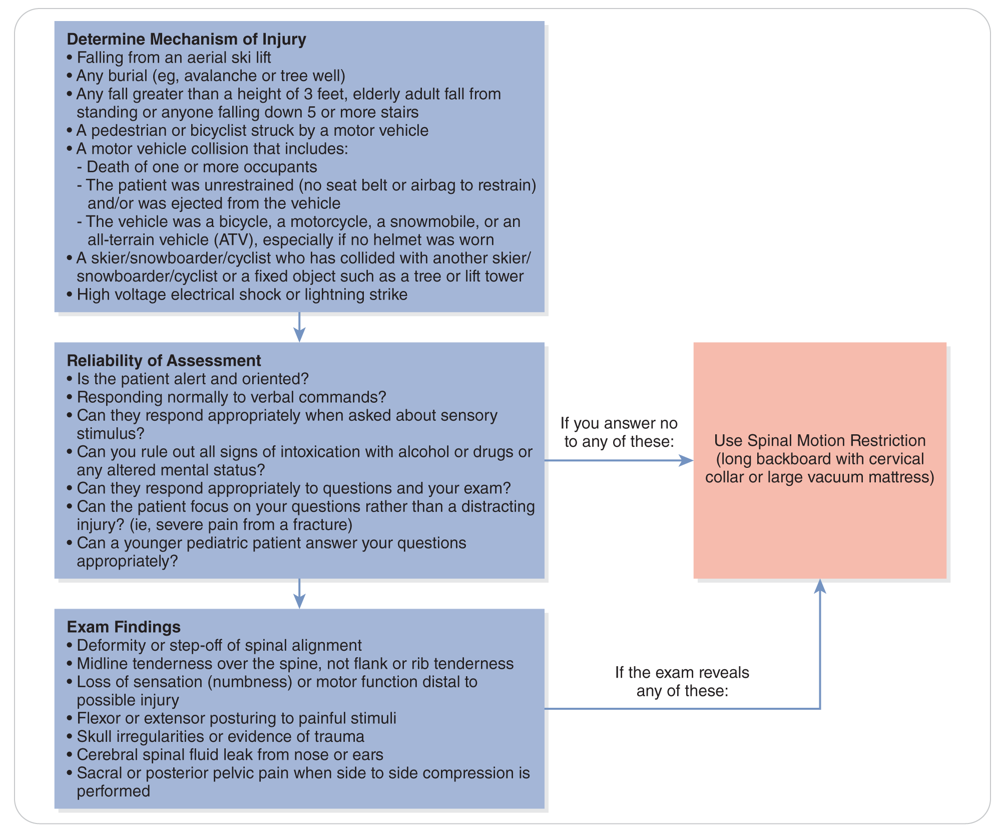 Determine Mechanism of Injury
• Falling from an aerial ski lift
• Any burial (eg, avalanche or tree well)
• Any fall greater than a height of 3 feet, elderly adult fall from
standing or anyone falling down 5 or more stairs
• A pedestrian or bicyclist struck by a motor vehicle
• A motor vehicle collision that includes:
- Death of one or more occupants
- The patient was unrestrained (no seat belt or airbag to restrain)
and/or was ejected from the vehicle
- The vehicle was a bicycle, a motorcycle, a snowmobile, or an
all-terrain vehicle (ATV), especially if no helmet was worn
• A skier/snowboarder/cyclist who has collided with another skier/
snowboarder/cyclist or a fixed object such as a tree or lift tower
• High voltage electrical shock or lightning strike
Reliability of Assessment
• Is the patient alert and oriented?
• Responding normally to verbal commands?
• Can they respond appropriately when asked about sensory
stimulus?
• Can you rule out all signs of intoxication with alcohol or drugs or
any altered mental status?
• Can they respond appropriately to questions and your exam?
• Can the patient focus on your questions rather than a distracting
injury? (ie, severe pain from a fracture)
• Can a younger pediatric patient answer your questions
appropriately?
If you answer no
to any of these:
Use Spinal Motion Restriction
(long backboard with cervical
collar or large vacuum mattress)
Exam Findings
• Deformity or step-off of spinal alignment
• Midline tenderness over the spine, not flank or rib tenderness
• Loss of sensation (numbness) or motor function distal to
possible injury
• Flexor or extensor posturing to painful stimuli
• Skull irregularities or evidence of trauma
• Cerebral spinal fluid leak from nose or ears
• Sacral or posterior pelvic pain when side to side compression is
performed
If the exam reveals
any of these: